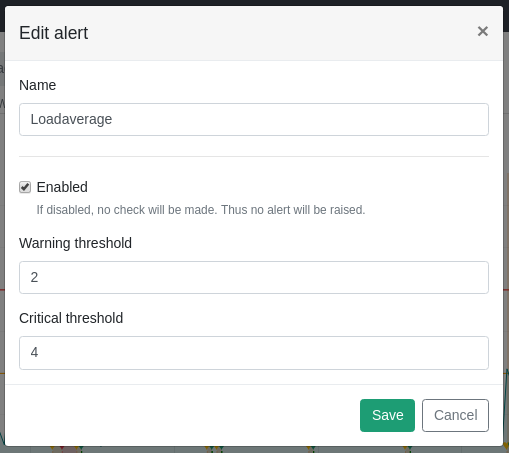 Edit alert ×
Name
Loadaverage
Enabled
If disabled, no check will be made. Thus no alert will be raised.
Warning threshold
2
Critical threshold
4
Save Cancel